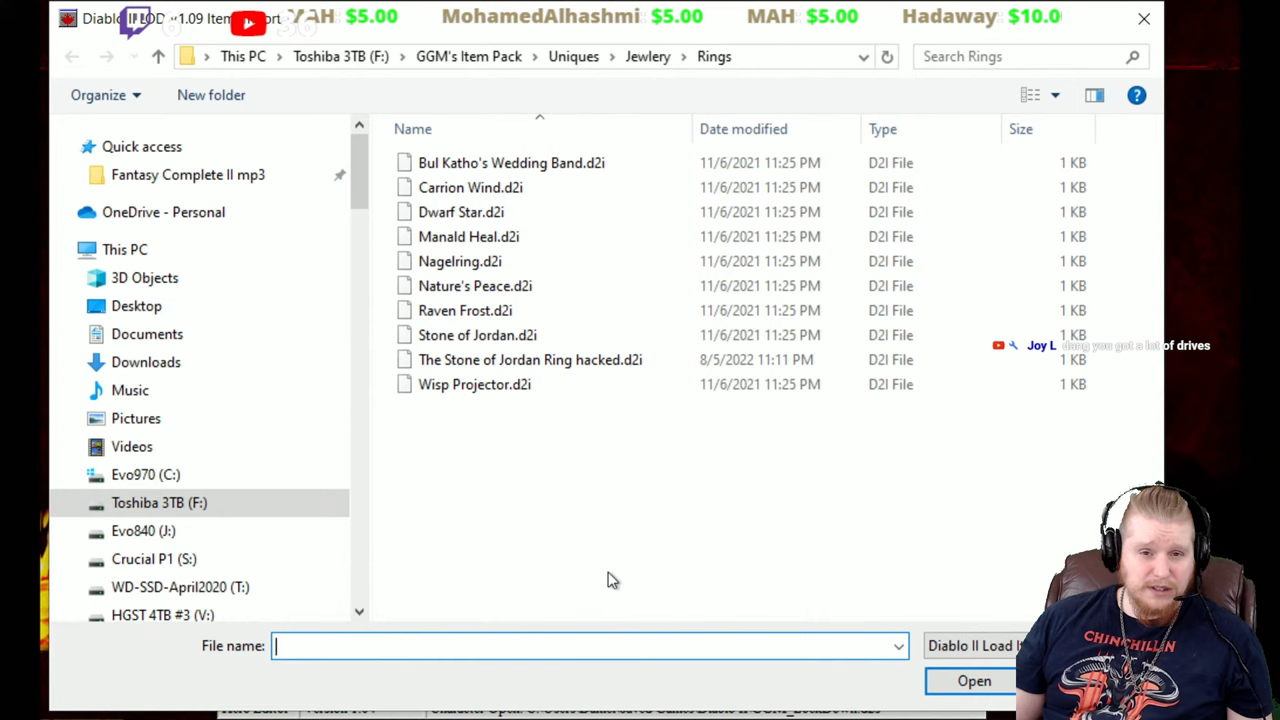 MAH $5.00 MohamedAlhashmi $5.00 MAH $5.00 Hadaway $10.0
This PC Toshiba 3TB (F:) GGM's Item Pack Uniques Jewlery Rings Search Rings
Organize New folder
Name Date modified Type Size
Quick access
Fantasy Complete II mp3
OneDrive - Personal
This PC
3D Objects
Desktop
Documents
Downloads
Music
Pictures
Videos
Evo970 (C:)
Toshiba 3TB (F:)
Evo840 (J:)
Crucial P1 (S:)
WD-SSD-April2020 (T:)
HGST 4TB #3 (V:)
Bul Katho's Wedding Band.d2i 11/6/2021 11:25 PM D2I File 1 KB
Carrion Wind.d2i 11/6/2021 11:25 PM D2I File 1 KB
Dwarf Star.d2i 11/6/2021 11:25 PM D2I File 1 KB
Manald Heal.d2i 11/6/2021 11:25 PM D2I File 1 KB
Nagelring.d2i 11/6/2021 11:25 PM D2I File 1 KB
Nature's Peace.d2i 11/6/2021 11:25 PM D2I File 1 KB
Raven Frost.d2i 11/6/2021 11:25 PM D2I File 1 KB
Stone of Jordan.d2i 11/6/2021 11:25 PM D2I File 1 KB
The Stone of Jordan Ring hacked.d2i 8/5/2022 11:11 PM D2I File 1 KB
Joy L dang you got a lot of drives
Wisp Projector.d2i 11/6/2021 11:25 PM D2I File 1 KB
File name: Diablo II Load
Open
CHINCHILLIN